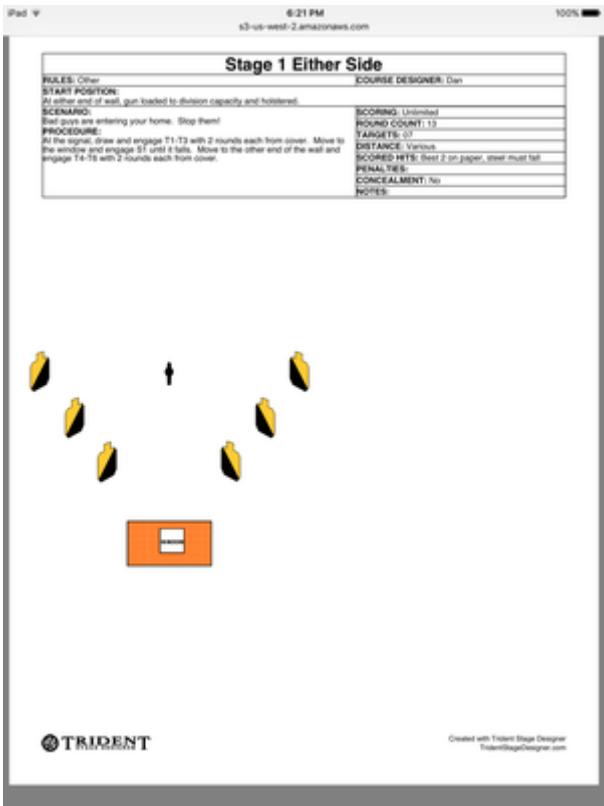 iPad
6:21 PM
100%
s3-us-west-2.amazonaws.com
Stage 1 Either Side
RULES: Other
COURSE DESIGNER: Dan
START POSITION:
At either end of wall, gun loaded to division capacity and holstered.
SCENARIO:
Bad guys are entering your home. Stop them!
PROCEDURE:
At the signal, draw and engage T1-T3 with 2 rounds each from cover. Move to
the window and engage S1 until it falls. Move to the other end of the wall and
engage T4-T6 with 2 rounds each from cover.
SCORING: Unlimited
ROUND COUNT: 13
TARGETS: 07
DISTANCE: Various
SCORED HITS: Best 2 on paper, steel must fall
PENALTIES:
CONCEALMENT: No
NOTES:
TRIDENT
STAGE DESIGNER
Created with Trident Stage Designer
TridentStageDesigner.com